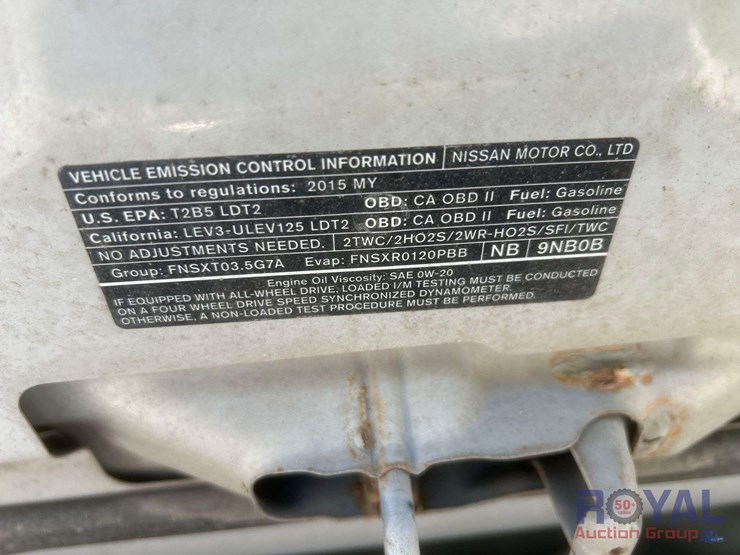 VEHICLE EMISSION CONTROL INFORMATION NISSAN MOTOR CO., LTD
Conforms to regulations: 2015 MY
U.S. EPA: T2B5 LDT2 OBD: CA OBD II Fuel: Gasoline
California: LEV3-ULEV125 LDT2 OBD: CA OBD II Fuel: Gasoline
NO ADJUSTMENTS NEEDED. 2TWC/2HO2S/2WR-HO2S/SFI/TWC
Group: FNSXT03.5G7A Evap: FNSXR0120PBB NB 9NB0B
Engine Oil Viscosity: SAE 0W-20
IF EQUIPPED WITH ALL-WHEEL DRIVE; LOADED I/M TESTING MUST BE CONDUCTED
ON A FOUR WHEEL DRIVE SPEED SYNCHRONIZED DYNAMOMETER.
OTHERWISE, A NON-LOADED TEST PROCEDURE MUST BE PERFORMED.
ROYAL
50+
Auction Group